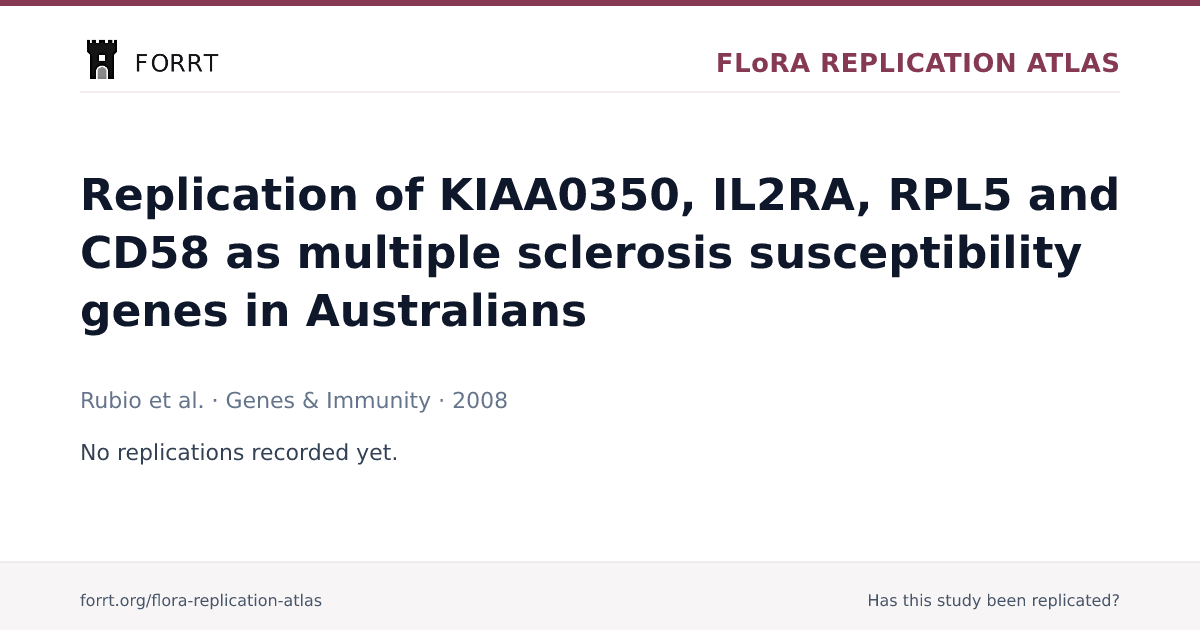 FORRT
FLoRA REPLICATION ATLAS
Replication of KIAA0350, IL2RA, RPL5 and
CD58 as multiple sclerosis susceptibility
genes in Australians
Rubio et al. · Genes & Immunity · 2008
No replications recorded yet.
forrt.org/flora-replication-atlas
Has this study been replicated?